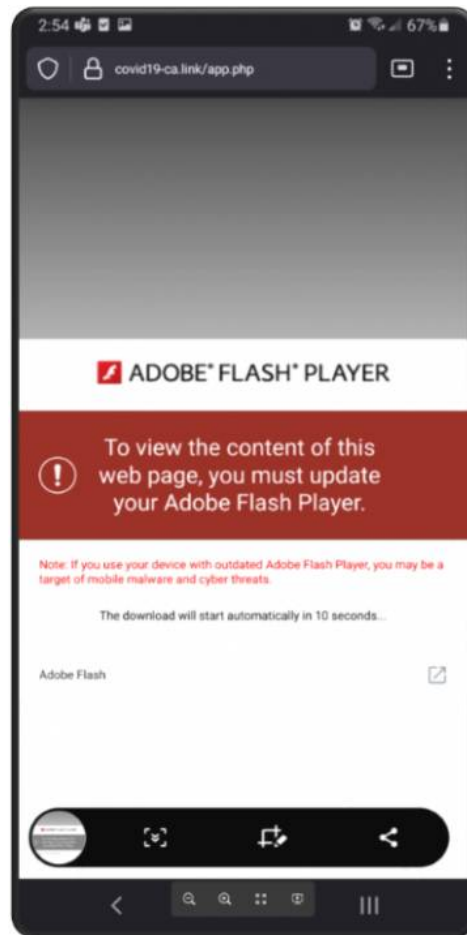 2:54
67%
covid19-ca.link/app.php
ADOBE® FLASH® PLAYER
To view the content of this
web page, you must update
your Adobe Flash Player.
Note: If you use your device with outdated Adobe Flash Player, you may be a
target of mobile malware and cyber threats.
The download will start automatically in 10 seconds...
Adobe Flash